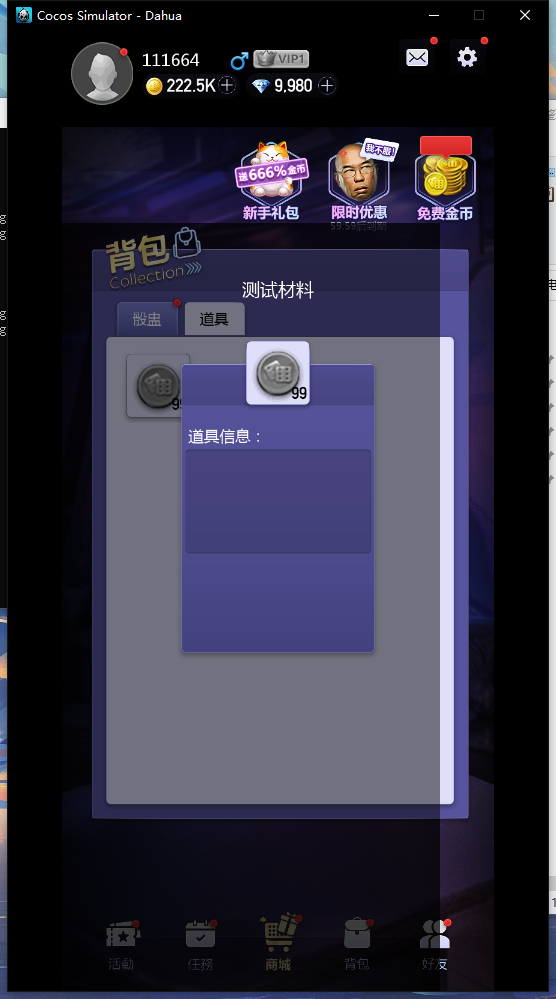 Cocos Simulator - Dahua
111664
VIP1
222.5K
9,980
送666%金币
新手礼包
我不服!
限时优惠
59:59后到期
免费金币
背包
Collection
测试材料
骰盅
道具
99
99
道具信息：
活動
任務
商城
背包
好友